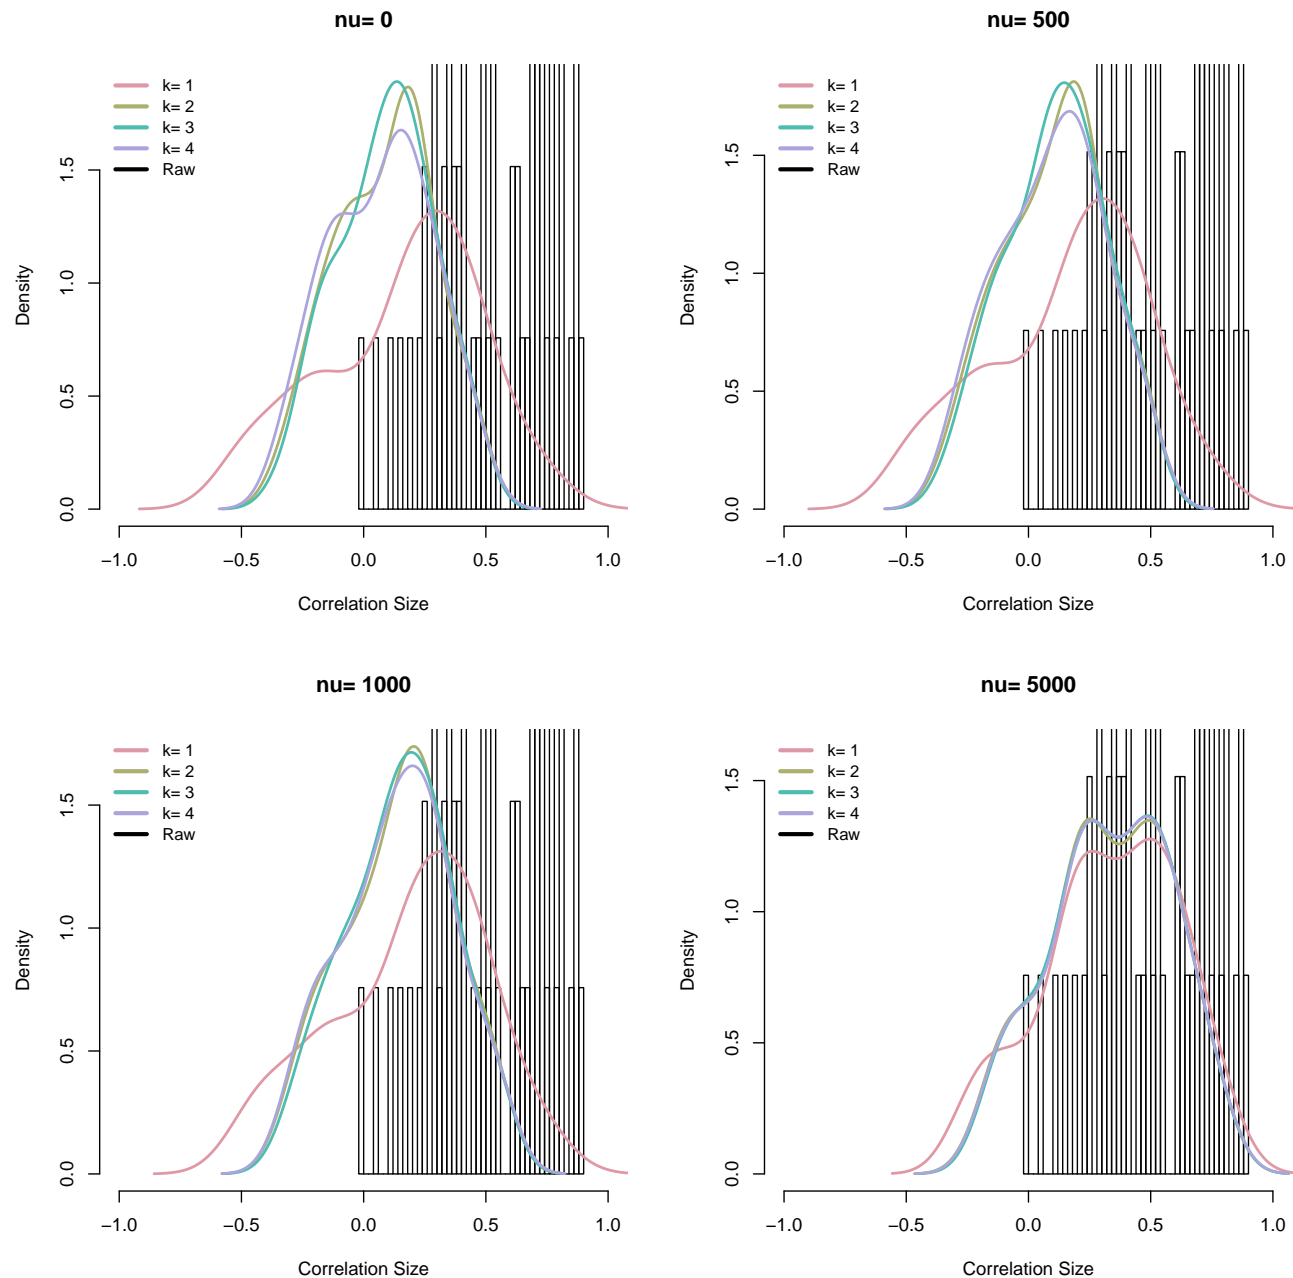 nu= 0
k= 1
k= 2
k= 3
k= 4
Raw
Density
0.0
0.5
1.0
1.5
−1.0
−0.5
0.0
0.5
1.0
Correlation Size
nu= 500
k= 1
k= 2
k= 3
k= 4
Raw
Density
0.0
0.5
1.0
1.5
−1.0
−0.5
0.0
0.5
1.0
Correlation Size
nu= 1000
k= 1
k= 2
k= 3
k= 4
Raw
Density
0.0
0.5
1.0
1.5
−1.0
−0.5
0.0
0.5
1.0
Correlation Size
nu= 5000
k= 1
k= 2
k= 3
k= 4
Raw
Density
0.0
0.5
1.0
1.5
−1.0
−0.5
0.0
0.5
1.0
Correlation Size